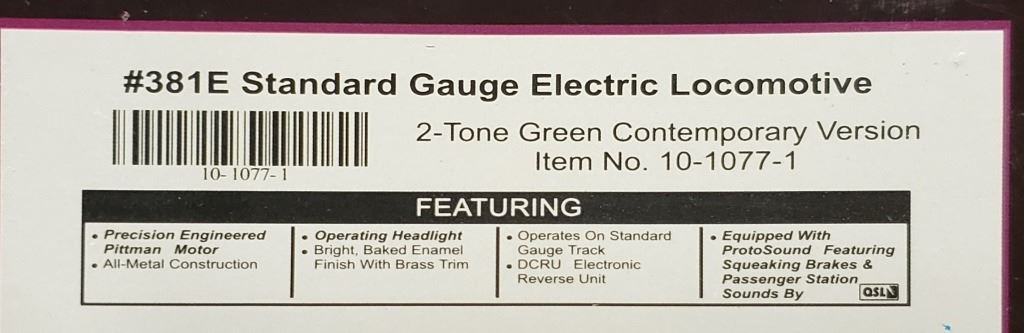 #381E Standard Gauge Electric Locomotive
2-Tone Green Contemporary Version
Item No. 10-1077-1
10-1077-1
FEATURING
• Precision Engineered
Pittman Motor
• All-Metal Construction
• Operating Headlight
• Bright, Baked Enamel
Finish With Brass Trim
• Operates On Standard
Gauge Track
• DCRU Electronic
Reverse Unit
• Equipped With
ProtoSound Featuring
Squeaking Brakes &
Passenger Station
Sounds By QSI